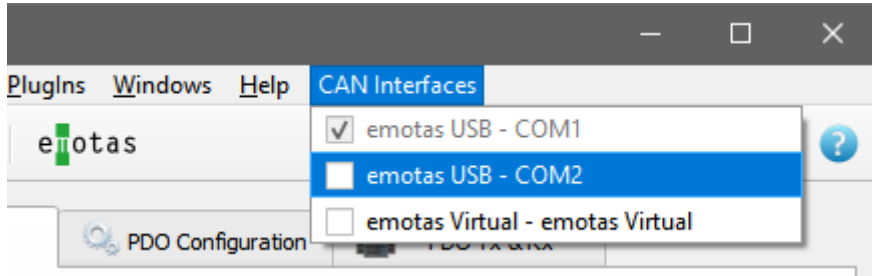 PlugIns Windows Help CAN Interfaces
emotas
emotas USB - COM1
emotas USB - COM2
emotas Virtual - emotas Virtual
PDO Configuration